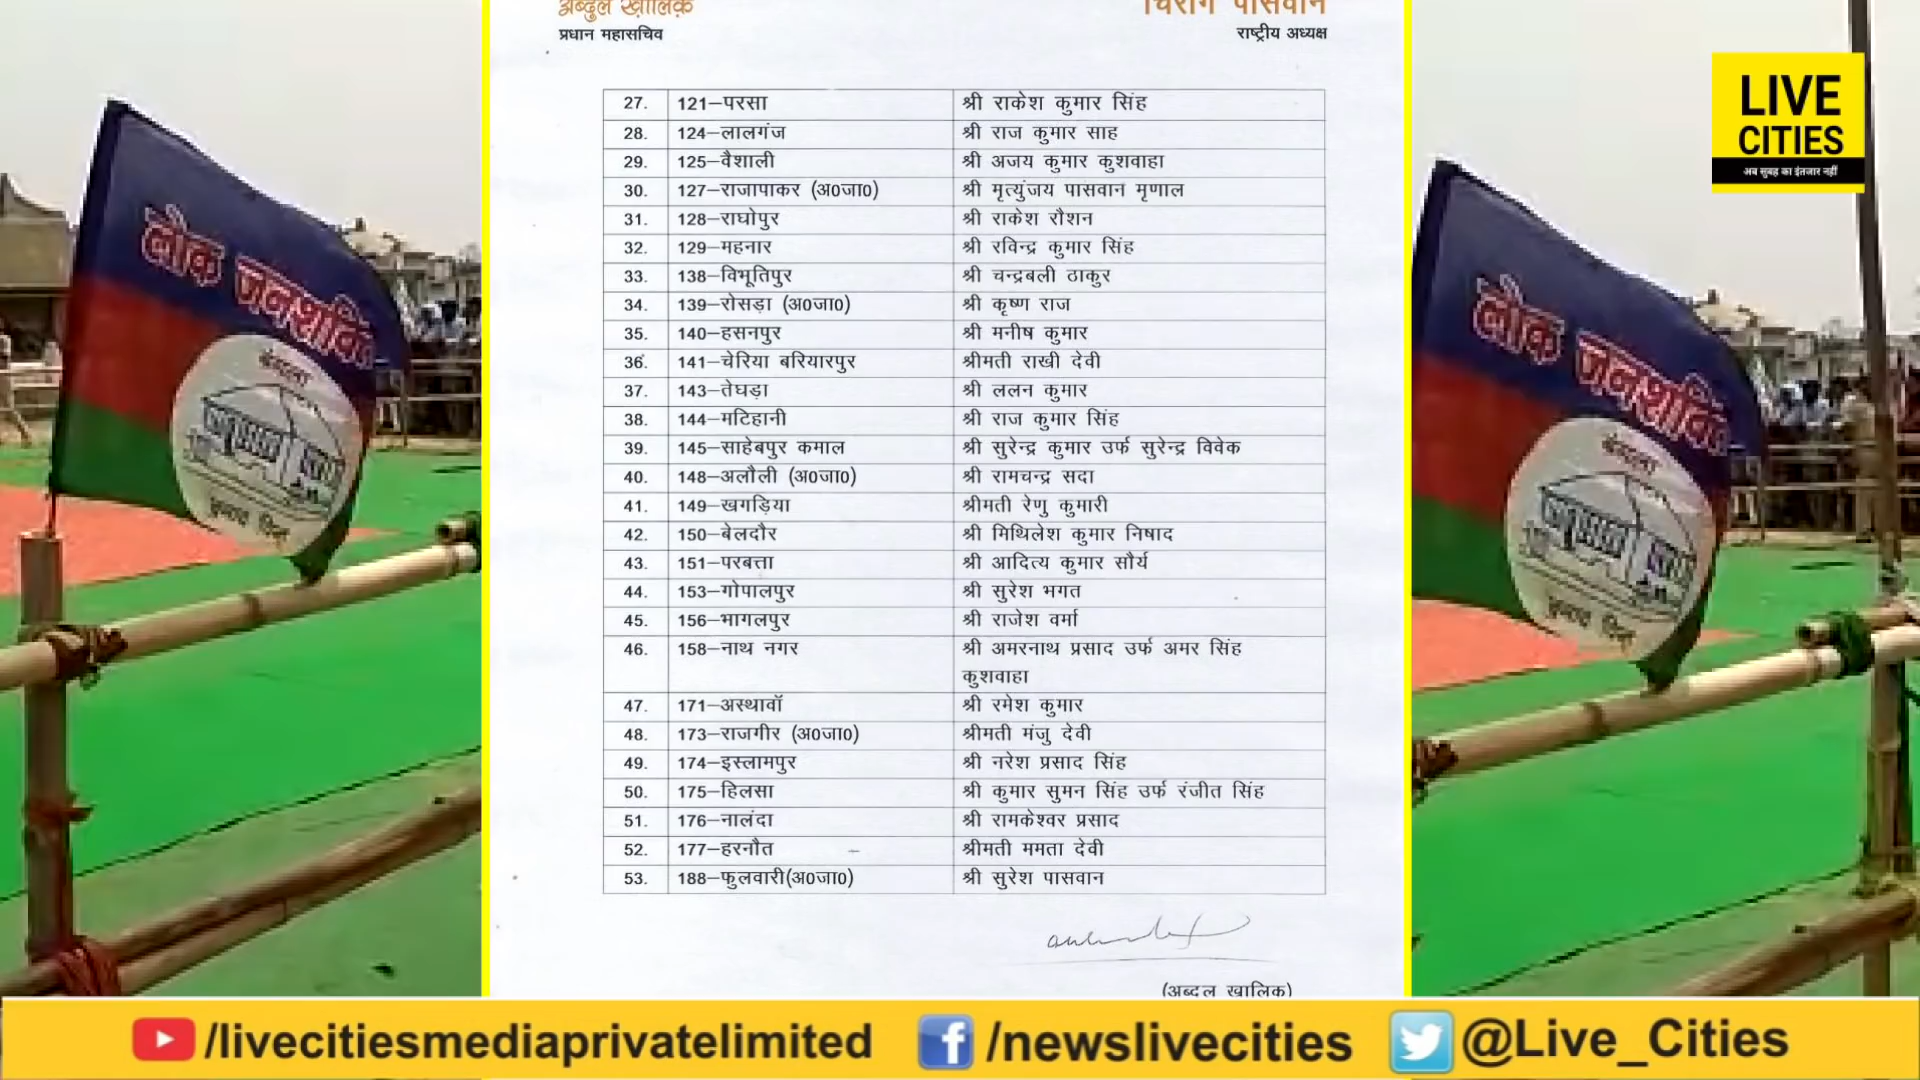 अब्दुल ख़ालिक़
प्रधान महासचिव
चिराग पासवान
राष्ट्रीय अध्यक्ष
27. 121–परसा श्री राकेश कुमार सिंह
28. 124–लालगंज श्री राज कुमार साह
29. 125–वैशाली श्री अजय कुमार कुशवाहा
30. 127–राजापाकर (अ0जा0) श्री मृत्युंजय पासवान मृणाल
31. 128–राघोपुर श्री राकेश रौशन
32. 129–महनार श्री रविन्द्र कुमार सिंह
33. 138–विभूतिपुर श्री चन्द्रबली ठाकुर
34. 139–रोसड़ा (अ0जा0) श्री कृष्ण राज
35. 140–हसनपुर श्री मनीष कुमार
36. 141–चेरिया बरियारपुर श्रीमती राखी देवी
37. 143–तेघड़ा श्री ललन कुमार
38. 144–मटिहानी श्री राज कुमार सिंह
39. 145–साहेबपुर कमाल श्री सुरेन्द्र कुमार उर्फ सुरेन्द्र विवेक
40. 148–अलौली (अ0जा0) श्री रामचन्द्र सदा
41. 149–खगड़िया श्रीमती रेणु कुमारी
42. 150–बेलदौर श्री मिथिलेश कुमार निषाद
43. 151–परबत्ता श्री आदित्य कुमार सौर्य
44. 153–गोपालपुर श्री सुरेश भगत
45. 156–भागलपुर श्री राजेश वर्मा
46. 158–नाथ नगर श्री अमरनाथ प्रसाद उर्फ अमर सिंह
कुशवाहा
47. 171–अस्थावॉ श्री रमेश कुमार
48. 173–राजगीर (अ0जा0) श्रीमती मंजु देवी
49. 174–इस्लामपुर श्री नरेश प्रसाद सिंह
50. 175–हिलसा श्री कुमार सुमन सिंह उर्फ रंजीत सिंह
51. 176–नालंदा श्री रामकेश्वर प्रसाद
52. 177–हरनौत श्रीमती ममता देवी
53. 188–फुलवारी(अ0जा0) श्री सुरेश पासवान
(अब्दुल खालिक)
लोक जनशक्ति
लोक जनशक्ति
LIVE
CITIES
अब सुबह का इंतजार नहीं
/livecitiesmediaprivatelimited
/newslivecities
@Live_Cities